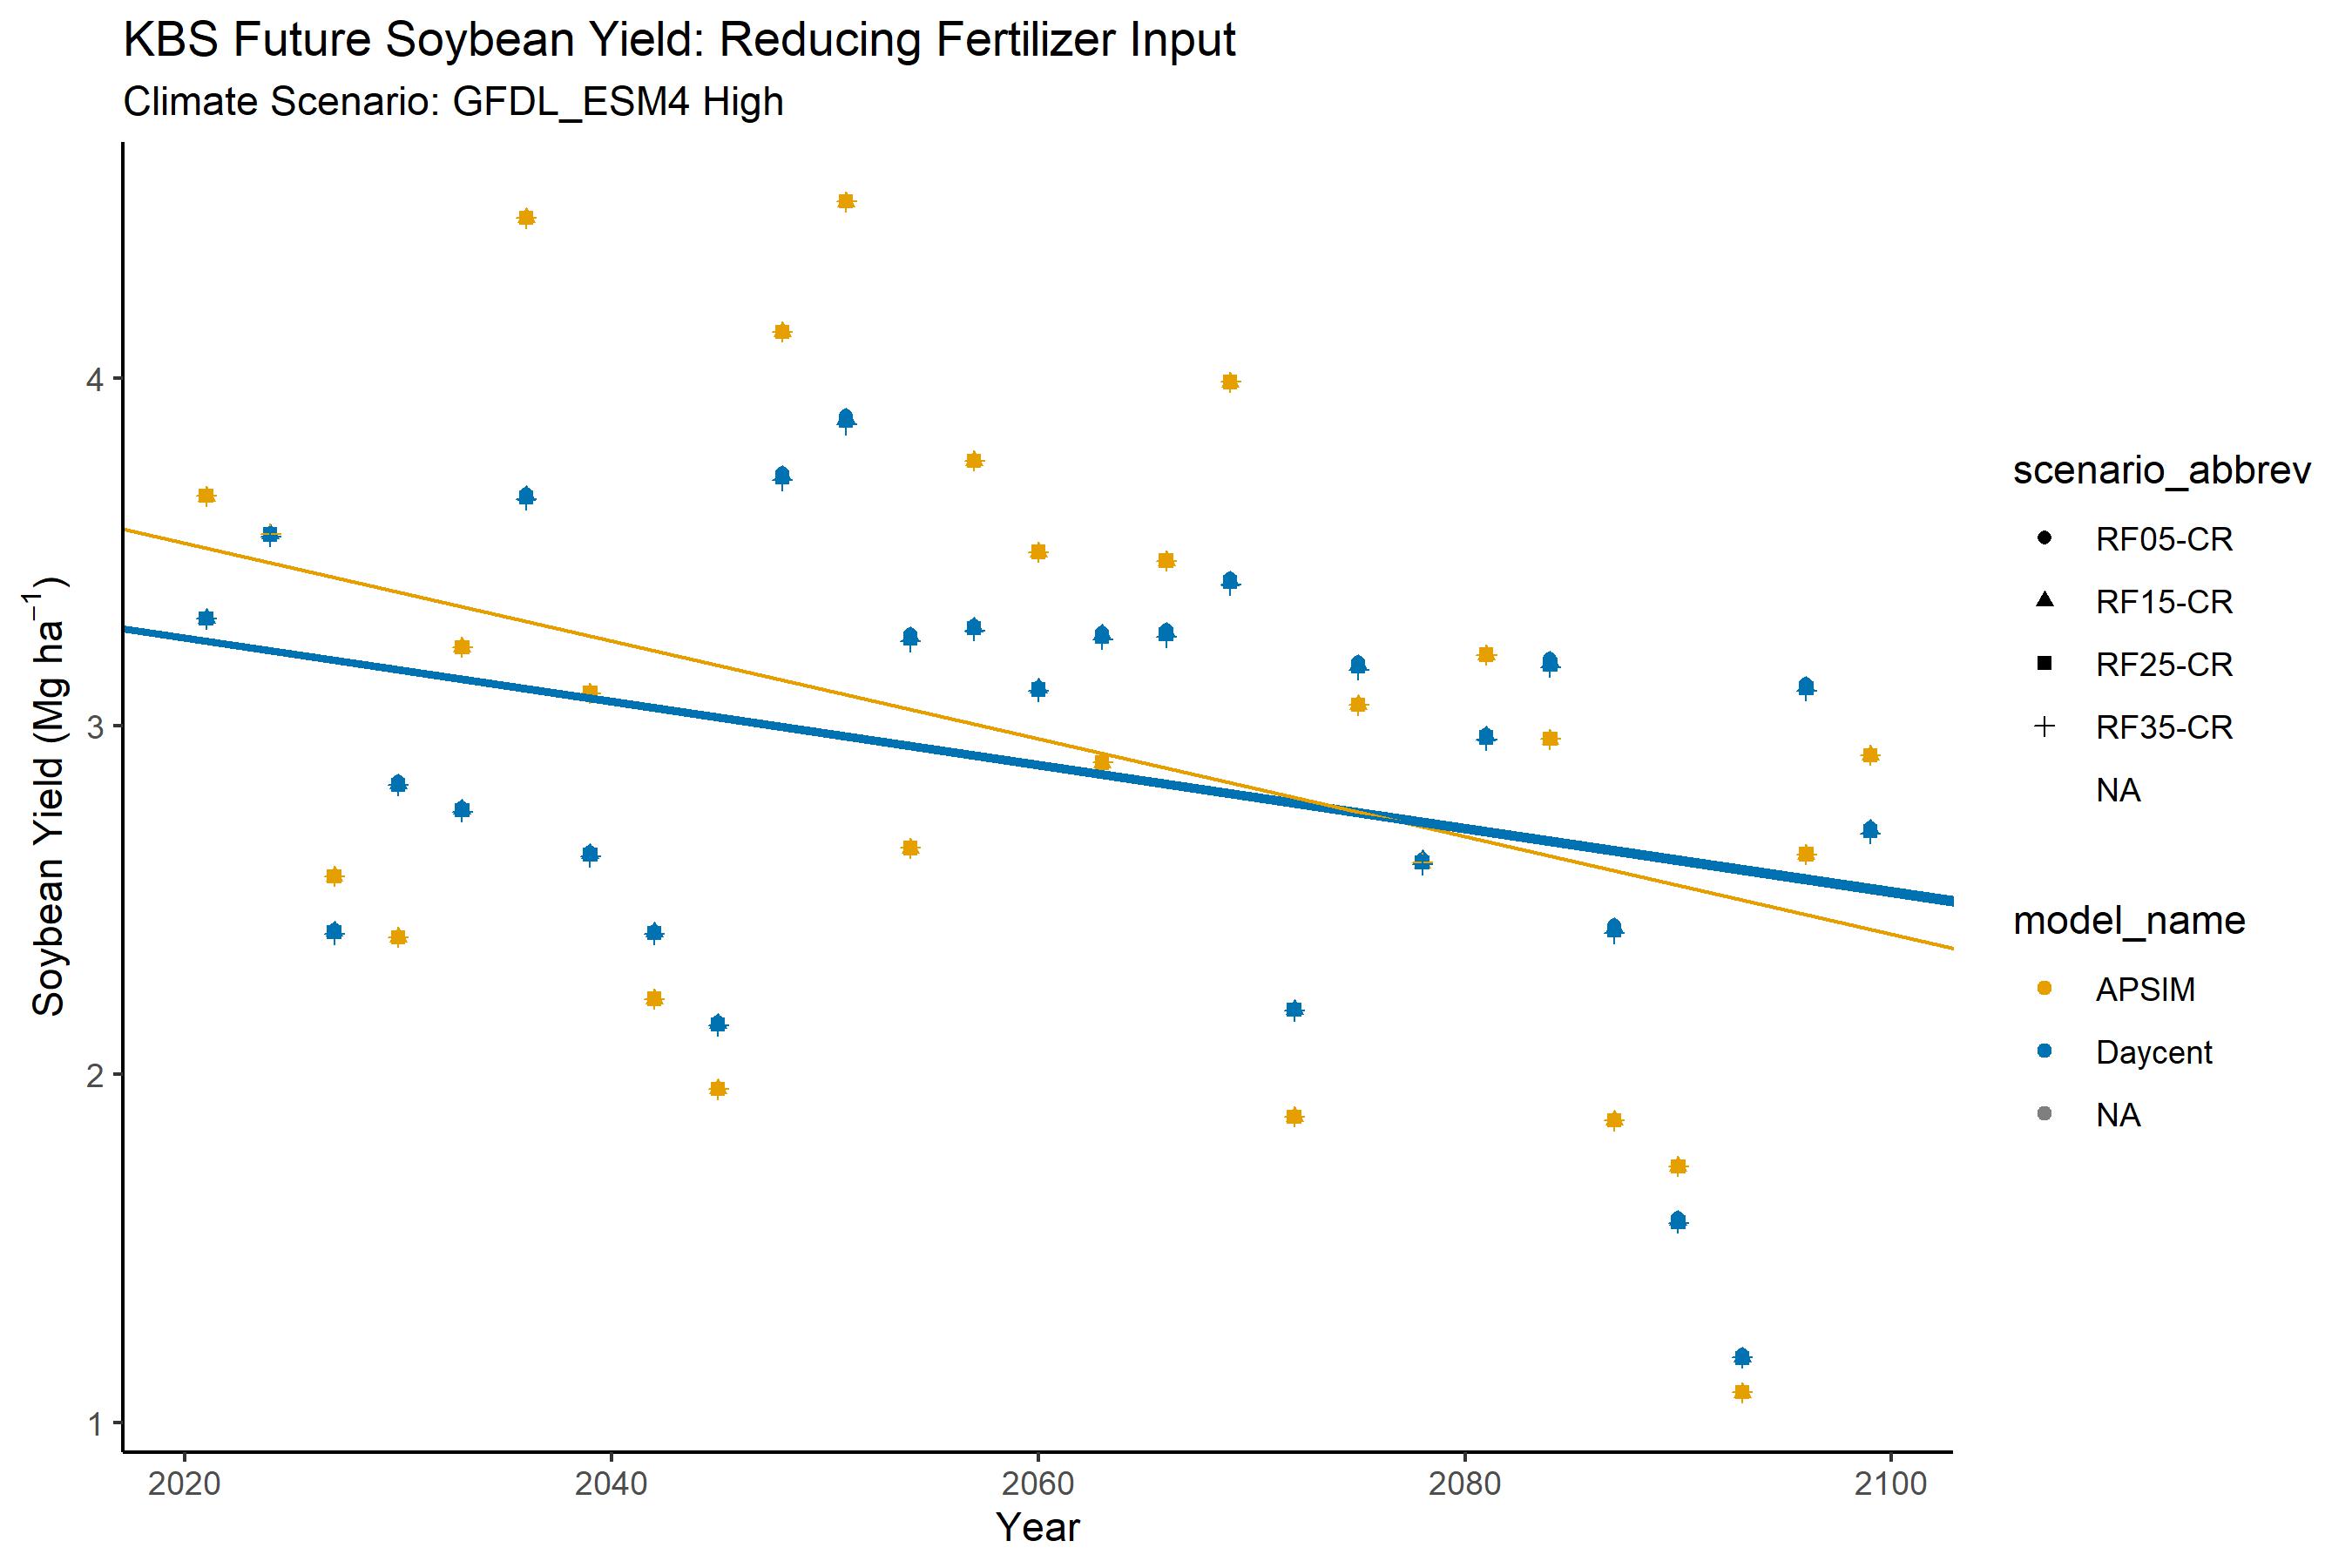 KBS Future Soybean Yield: Reducing Fertilizer Input
Climate Scenario: GFDL_ESM4 High
Soybean Yield (Mg ha⁻¹)
4
3
2
1
2020
2040
2060
2080
2100
Year
scenario_abbrev
RF05-CR
RF15-CR
RF25-CR
RF35-CR
NA
model_name
APSIM
Daycent
NA